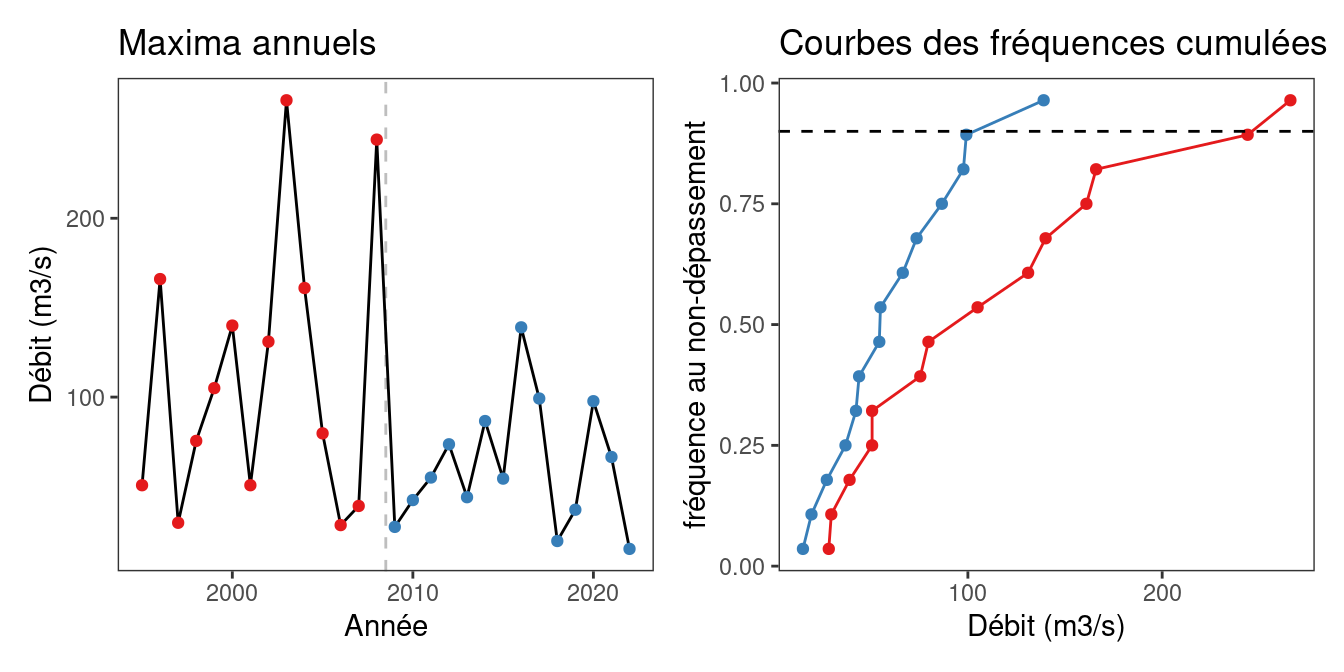 Maxima annuels
Débit (m3/s)
200
100
2000
2010
2020
Année
Courbes des fréquences cumulées
fréquence au non-dépassement
1.00
0.75
0.50
0.25
0.00
100
200
Débit (m3/s)